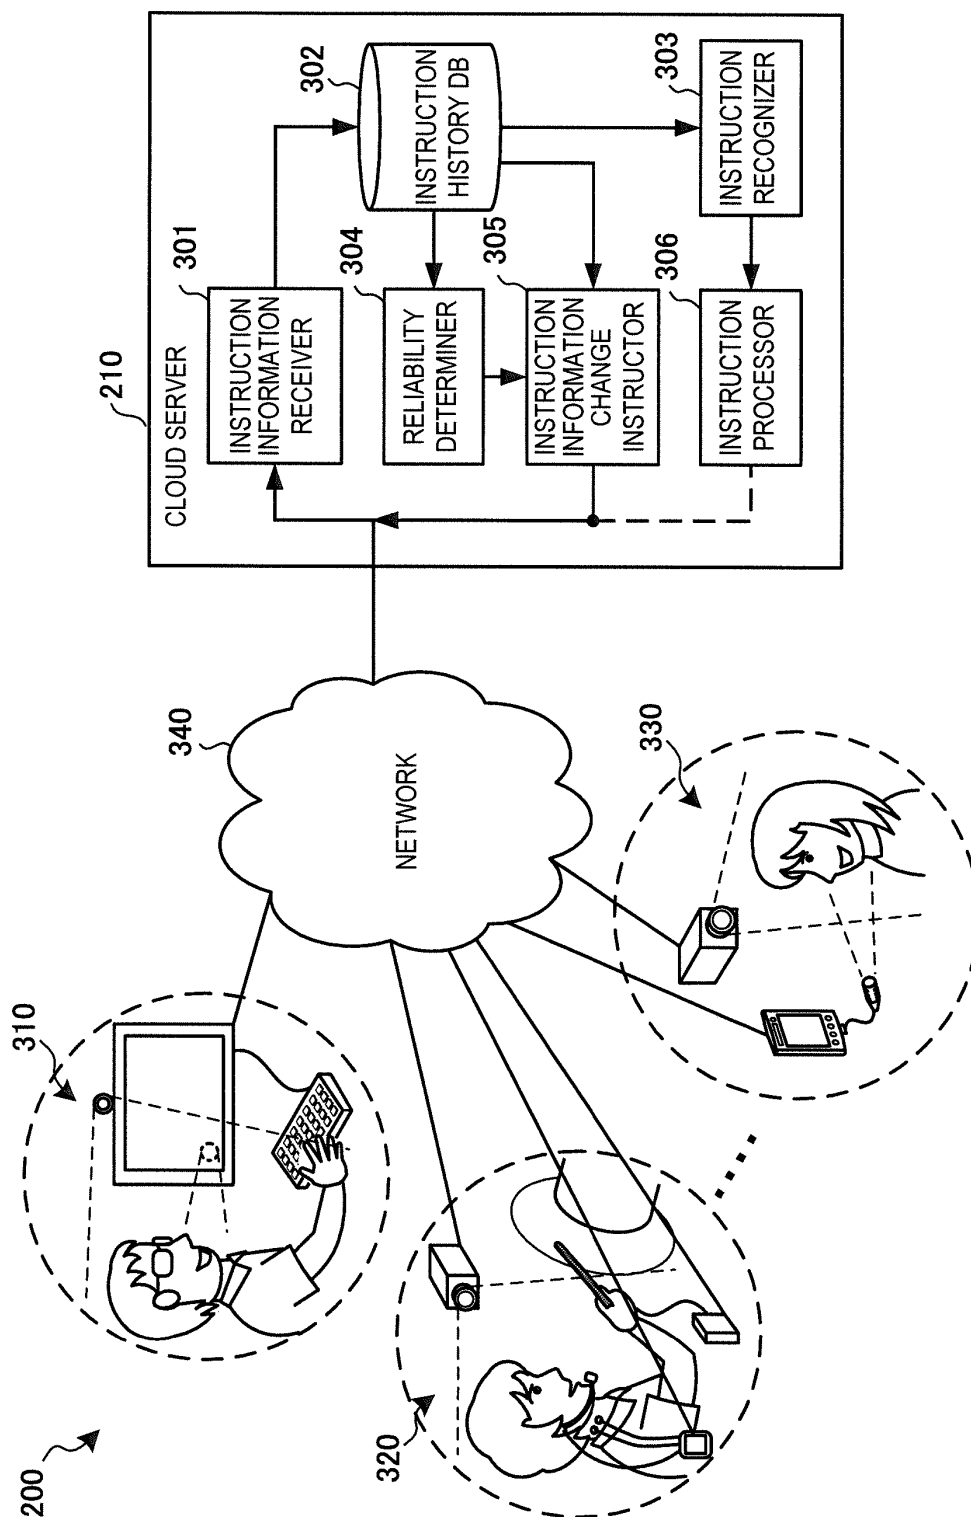 200
310
320
330
340
NETWORK
210
CLOUD SERVER
301
INSTRUCTION
INFORMATION
RECEIVER
302
INSTRUCTION
HISTORY DB
304
RELIABILITY
DETERMINER
305
INSTRUCTION
INFORMATION
CHANGE
INSTRUCTOR
303
INSTRUCTION
RECOGNIZER
306
INSTRUCTION
PROCESSOR